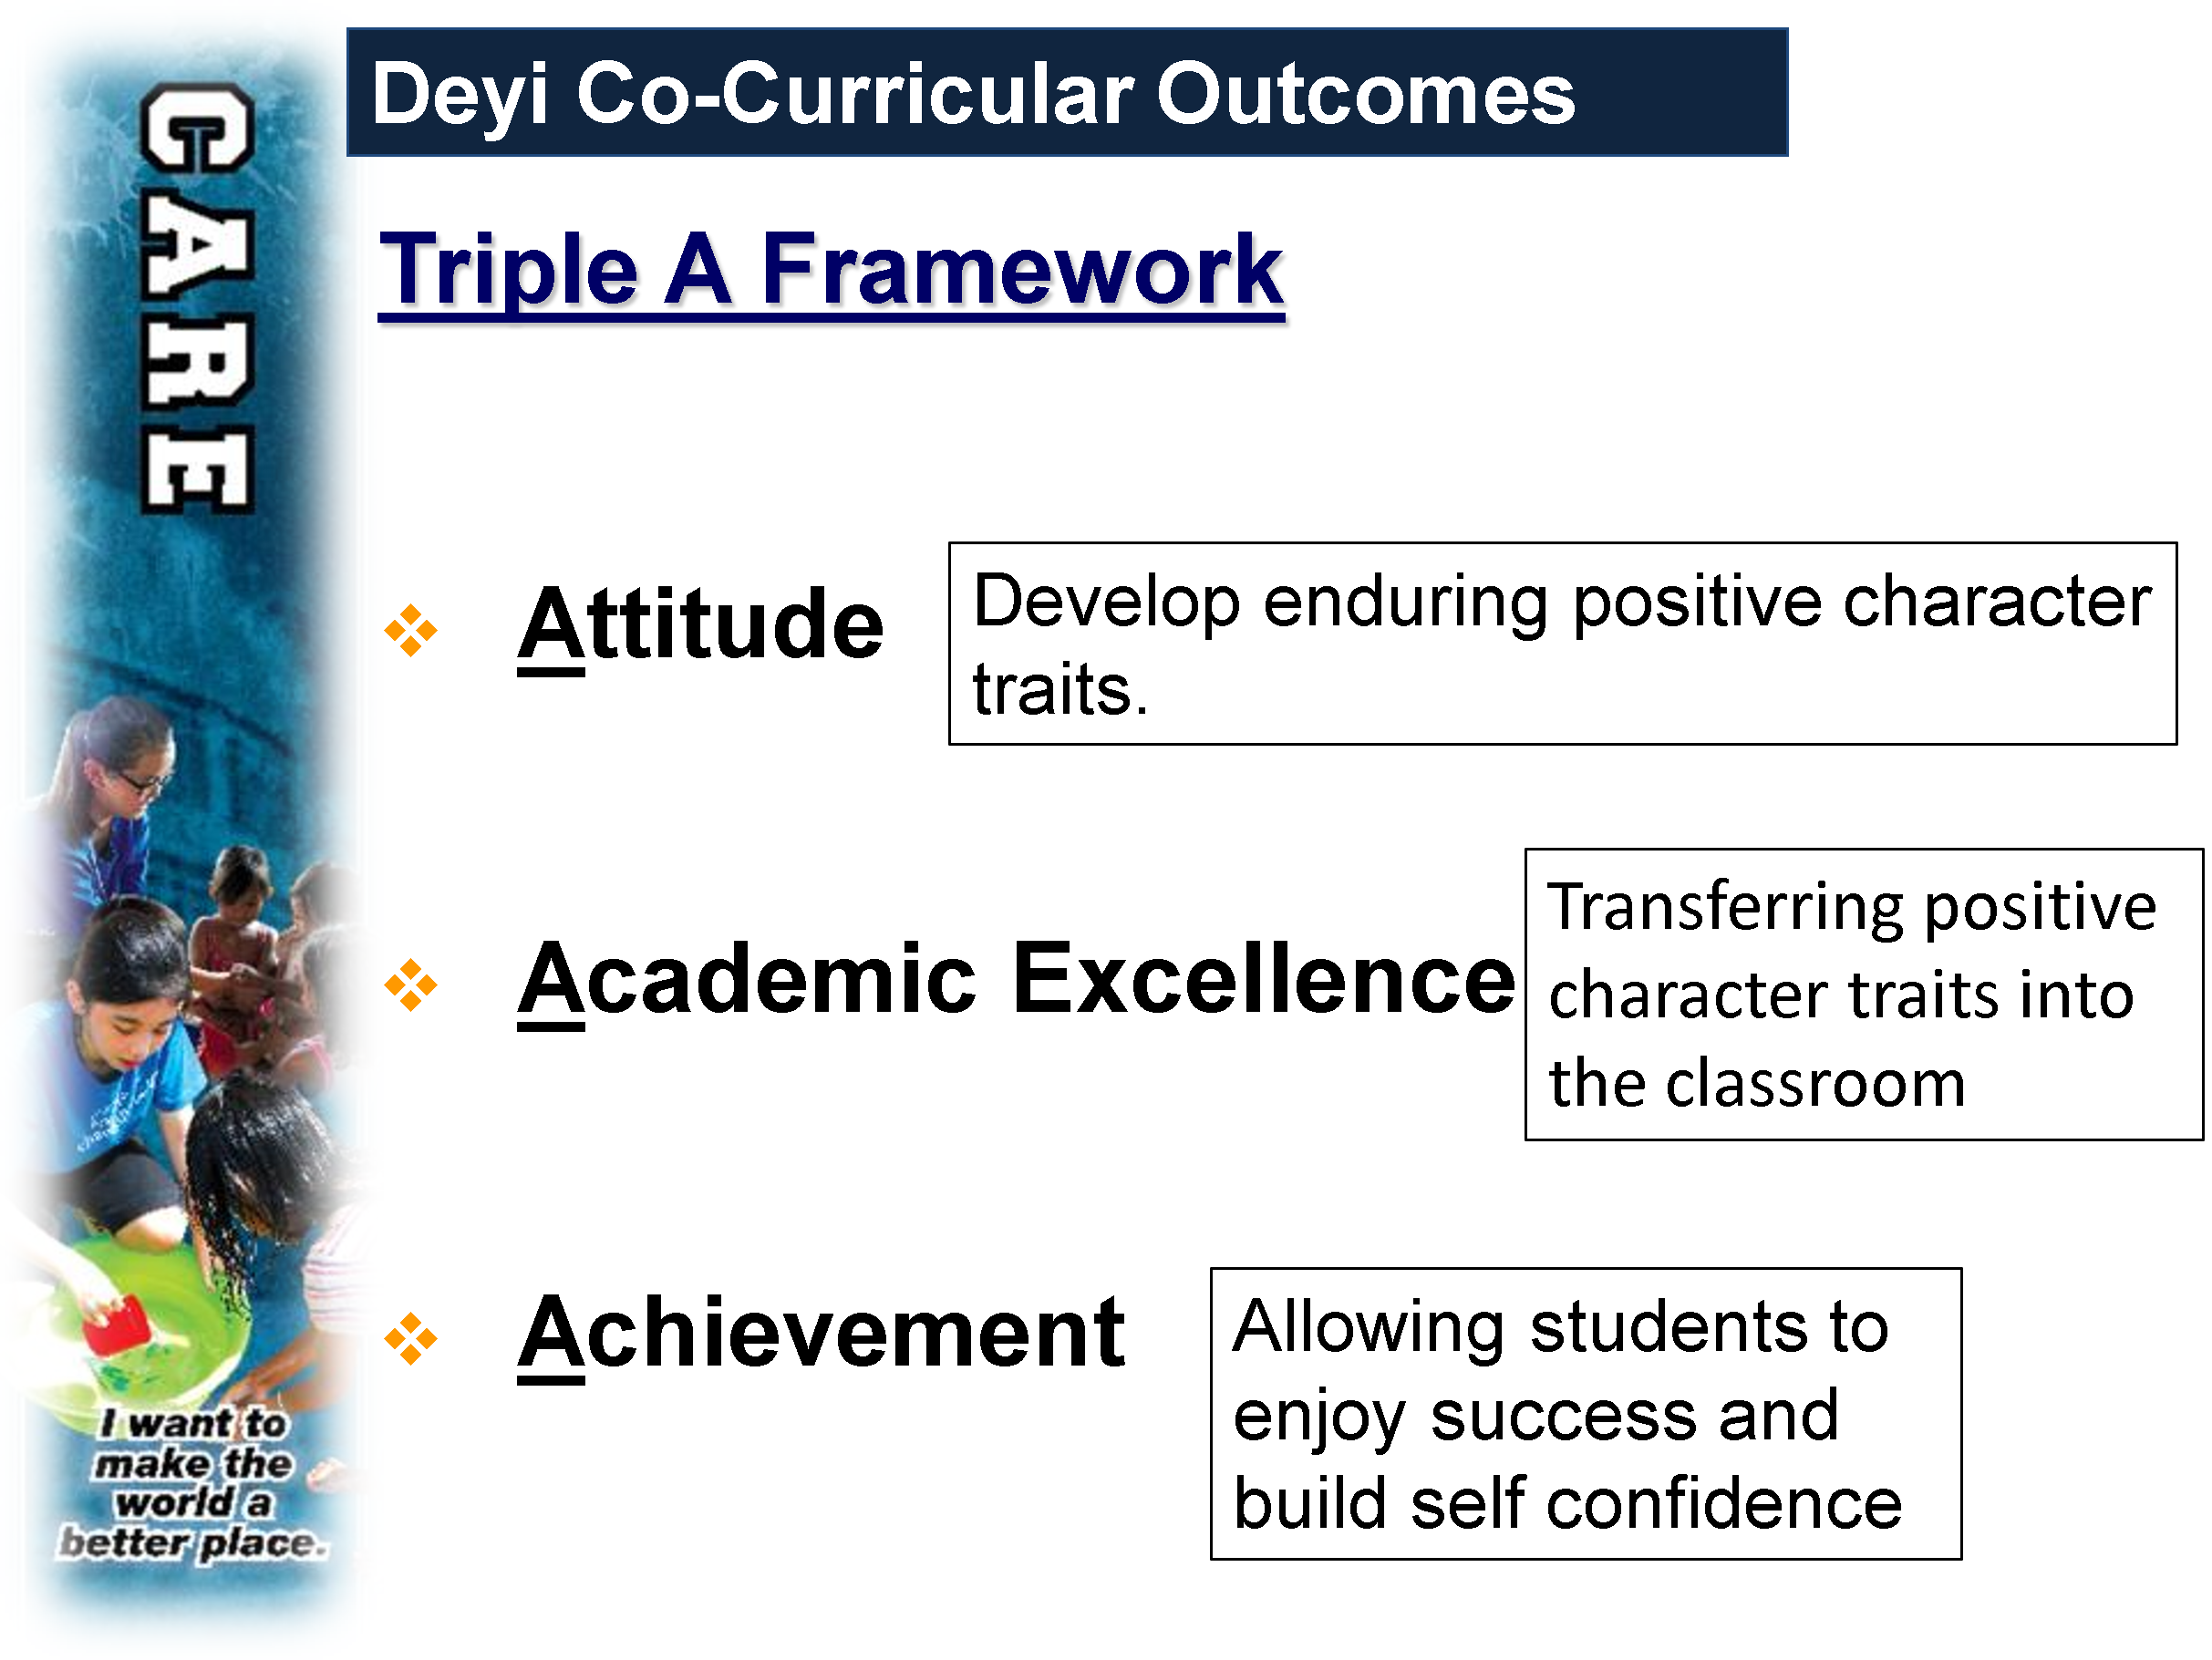 CARE
Deyi Co-Curricular Outcomes
Triple A Framework
Attitude
Develop enduring positive character
traits.
Academic Excellence
Transferring positive
character traits into
the classroom
Achievement
Allowing students to
enjoy success and
build self confidence
I want to
make the
world a
better place.